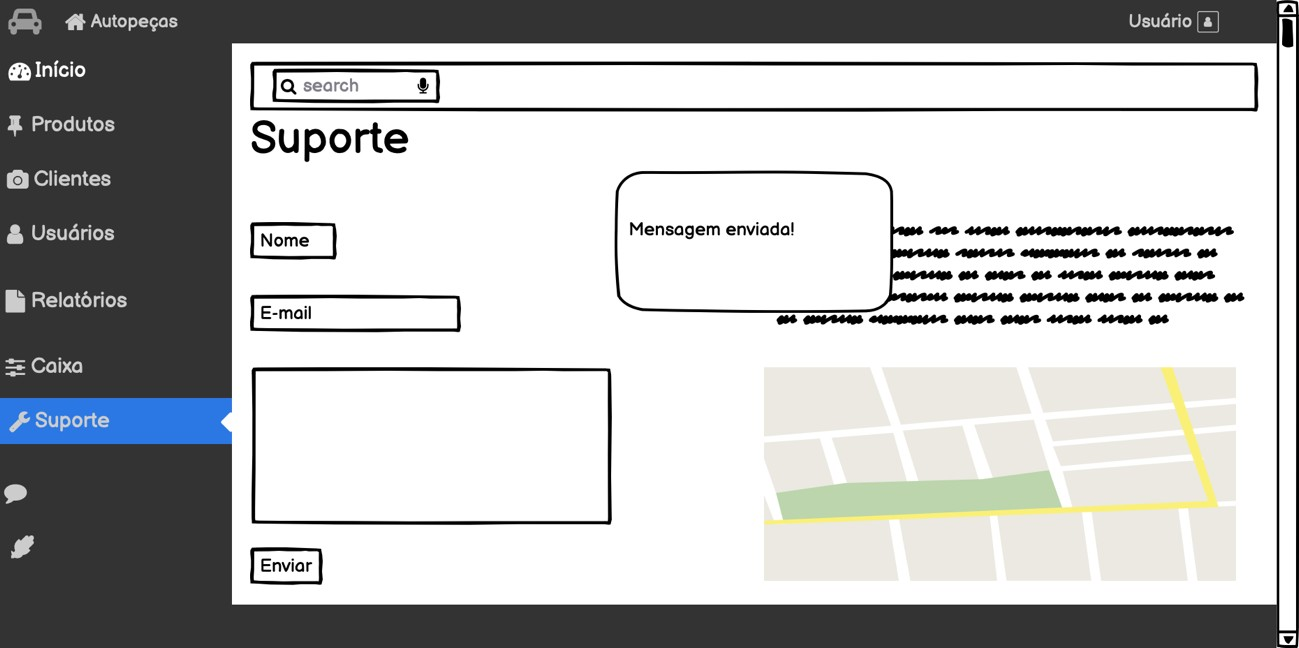 Autopeças
Usuário
Início
Produtos
Clientes
Usuários
Relatórios
Caixa
Suporte
search
Suporte
Mensagem enviada!
Nome
E-mail
Enviar